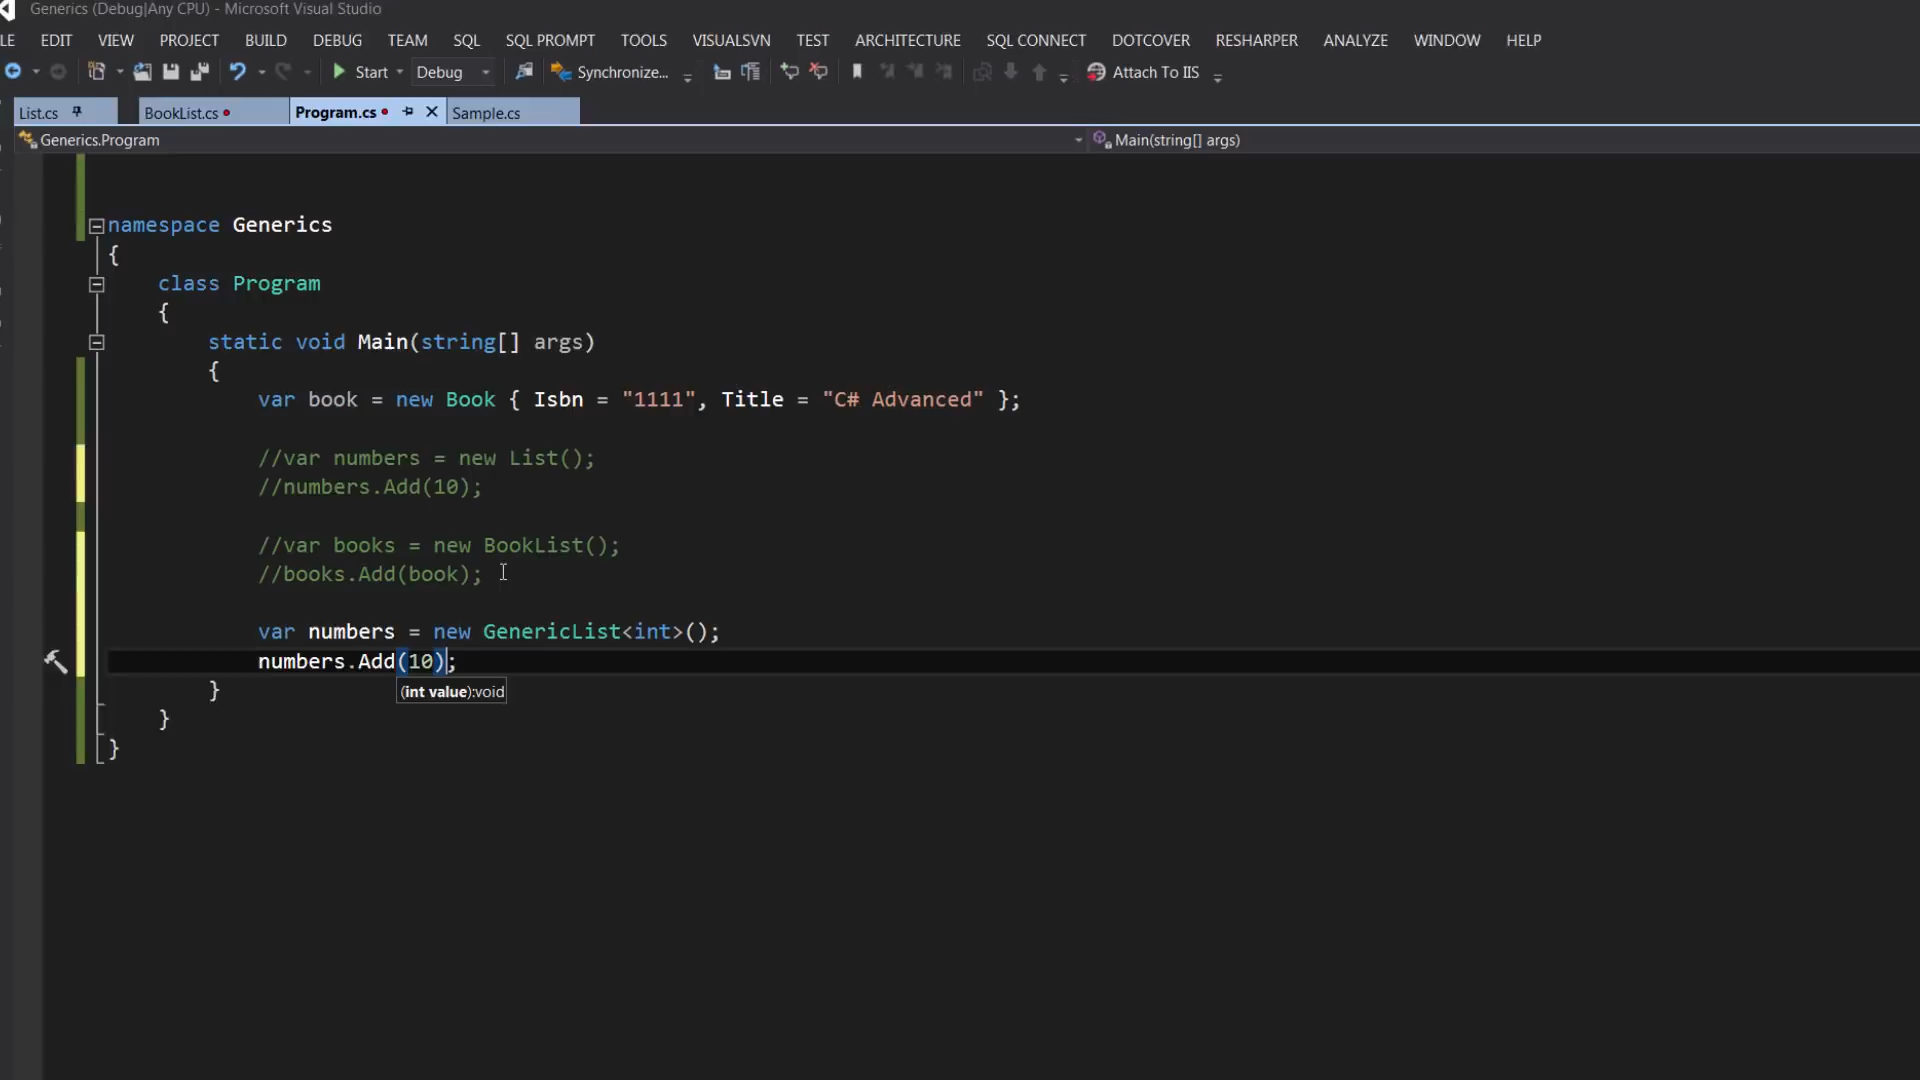 Generics (Debug|Any CPU) - Microsoft Visual Studio
LE EDIT VIEW PROJECT BUILD DEBUG TEAM SQL SQL PROMPT TOOLS VISUALSVN TEST ARCHITECTURE SQL CONNECT DOTCOVER RESHARPER ANALYZE WINDOW HELP
Start Debug Synchronize... Attach To IIS
List.cs BookList.cs Program.cs Sample.cs
Generics.Program Main(string[] args)
namespace Generics
{
class Program
{
static void Main(string[] args)
{
var book = new Book { Isbn = "1111", Title = "C# Advanced" };
//var numbers = new List();
//numbers.Add(10);
//var books = new BookList();
//books.Add(book);
var numbers = new GenericList<int>();
numbers.Add(10);
(int value):void
}
}
}